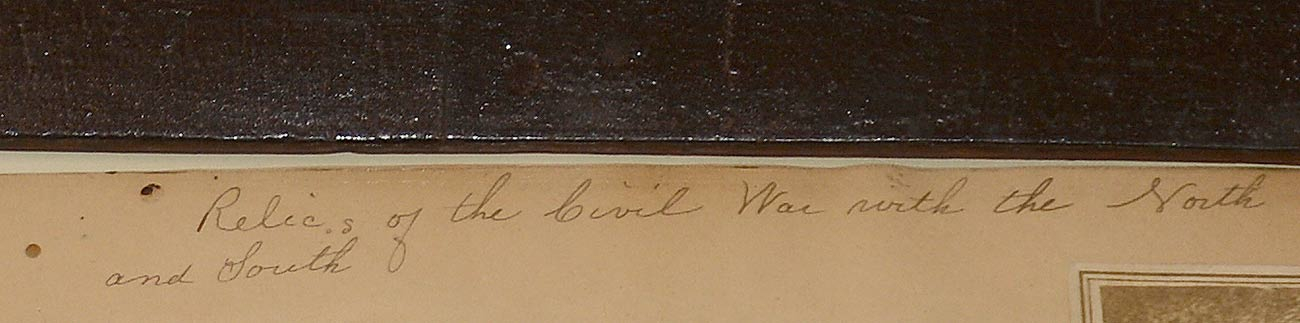 Relics of the Civil War with the North
and South